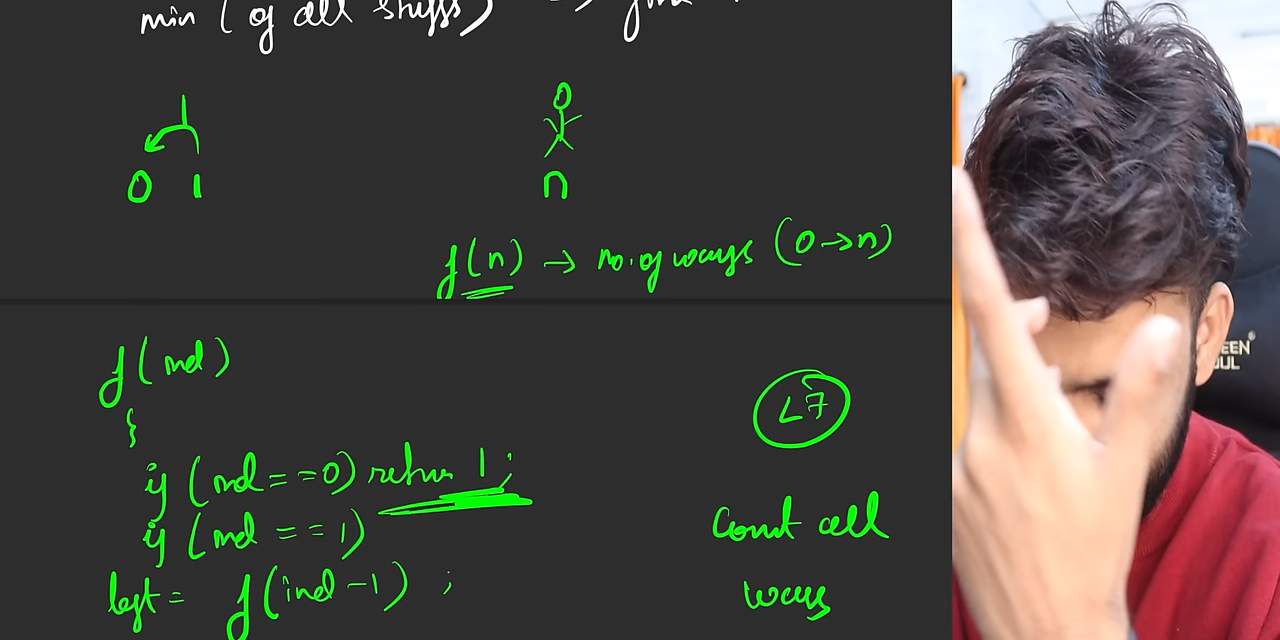 min ( of all stuffs ) ->
0 1
n
f(n) -> no. of ways (0->n)
f(ind)
{
if (ind==0) return 1;
if (ind == 1)
left = f(ind-1) ;
L7
Count all
ways